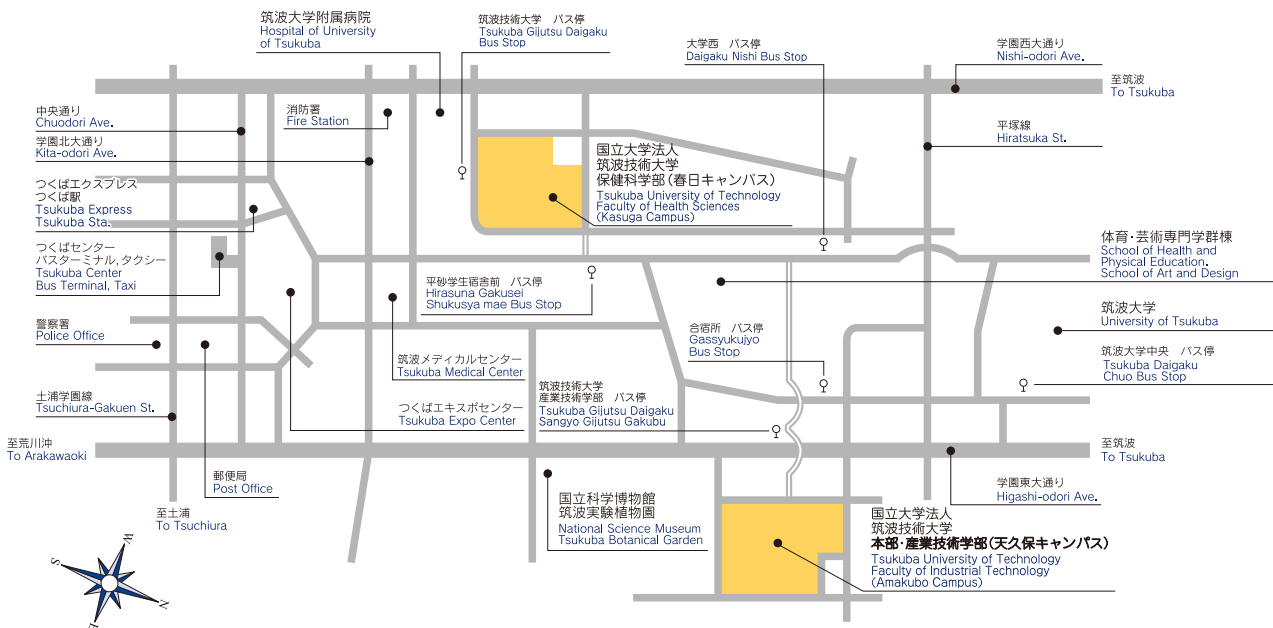 筑波大学附属病院
Hospital of University
of Tsukuba
筑波技術大学　バス停
Tsukuba Gijutsu Daigaku
Bus Stop
大学西 バス停
Daigaku Nishi Bus Stop
学園西大通り
Nishi-odori Ave.
至筑波
To Tsukuba
中央通り
Chuodori Ave.
消防署
Fire Station
学園北大通り
Kita-odori Ave.
平塚線
Hiratsuka St.
国立大学法人
筑波技術大学
保健科学部(春日キャンパス)
Tsukuba University of Technology
Faculty of Health Sciences
(Kasuga Campus)
つくばエクスプレス
つくば駅
Tsukuba Express
Tsukuba Sta.
つくばセンター
バスターミナル,タクシー
Tsukuba Center
Bus Terminal, Taxi
体育・芸術専門学群棟
School of Health and
Physical Education.
School of Art and Design
平砂学生宿舎前　バス停
Hirasuna Gakusei
Shukusya mae Bus Stop
筑波大学
University of Tsukuba
警察署
Police Office
合宿所　バス停
Gassyukujyo
Bus Stop
筑波メディカルセンター
Tsukuba Medical Center
筑波大学中央　バス停
Tsukuba Daigaku
Chuo Bus Stop
筑波技術大学
産業技術学部　バス停
Tsukuba Gijutsu Daigaku
Sangyo Gijutsu Gakubu
土浦学園線
Tsuchiura-Gakuen St.
つくばエキスポセンター
Tsukuba Expo Center
至荒川沖
To Arakawaoki
至筑波
To Tsukuba
郵便局
Post Office
学園東大通り
Higashi-odori Ave.
国立科学博物館
筑波実験植物園
National Science Museum
Tsukuba Botanical Garden
至土浦
To Tsuchiura
国立大学法人
筑波技術大学
本部・産業技術学部(天久保キャンパス)
Tsukuba University of Technology
Faculty of Industrial Technology
(Amakubo Campus)
W
S
N
E